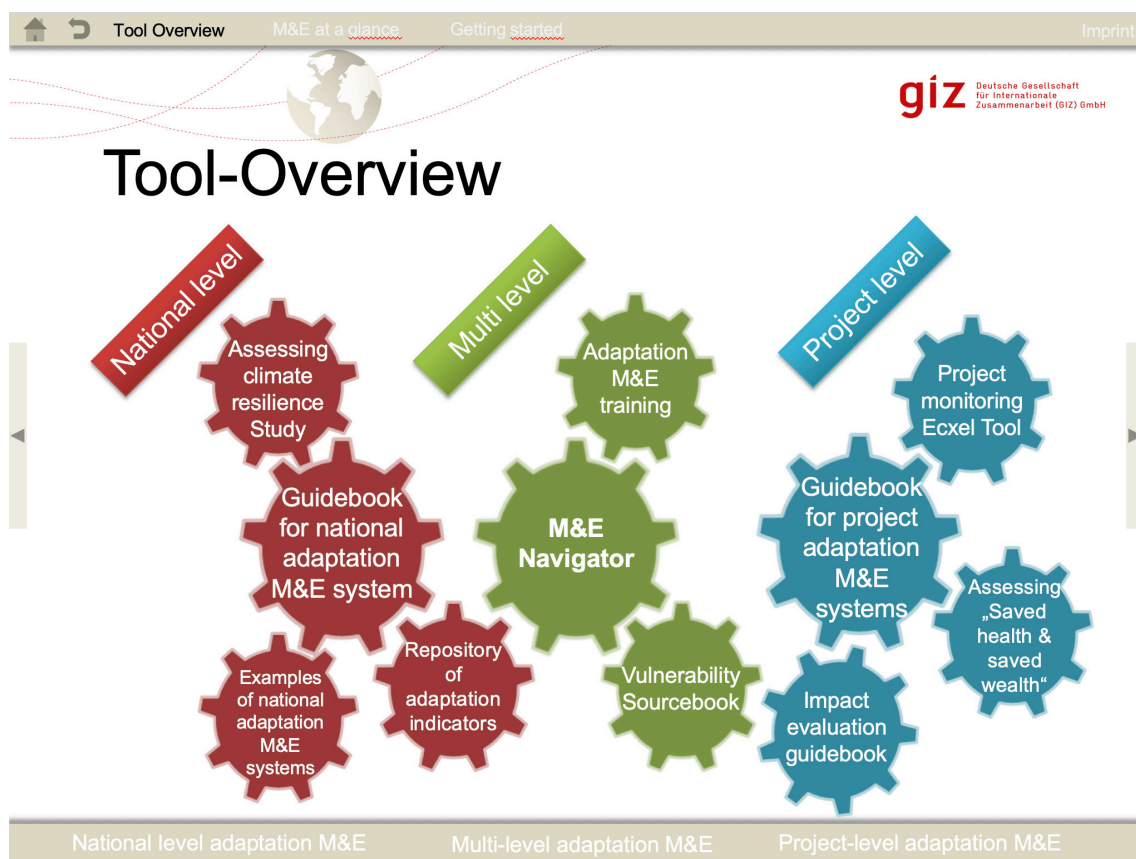 Tool Overview
M&E at a glance
Getting started
Imprint
giz
Deutsche Gesellschaft
für Internationale
Zusammenarbeit (GIZ) GmbH
Tool-Overview
National level
Assessing
climate
resilience
Study
Guidebook
for national
adaptation
M&E system
Examples
of national
adaptation
M&E
systems
Repository
of
adaptation
indicators
Multi level
Adaptation
M&E
training
M&E
Navigator
Vulnerability
Sourcebook
Project level
Project
monitoring
Ecxel Tool
Guidebook
for project
adaptation
M&E
systems
Assessing
„Saved
health &
saved
wealth“
Impact
evaluation
guidebook
National level adaptation M&E
Multi-level adaptation M&E
Project-level adaptation M&E